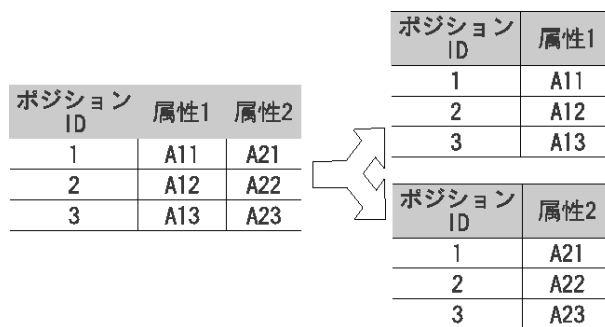 ポジション
ID 属性1 属性2
1 A11 A21
2 A12 A22
3 A13 A23
ポジション
ID 属性1
1 A11
2 A12
3 A13
ポジション
ID 属性2
1 A21
2 A22
3 A23